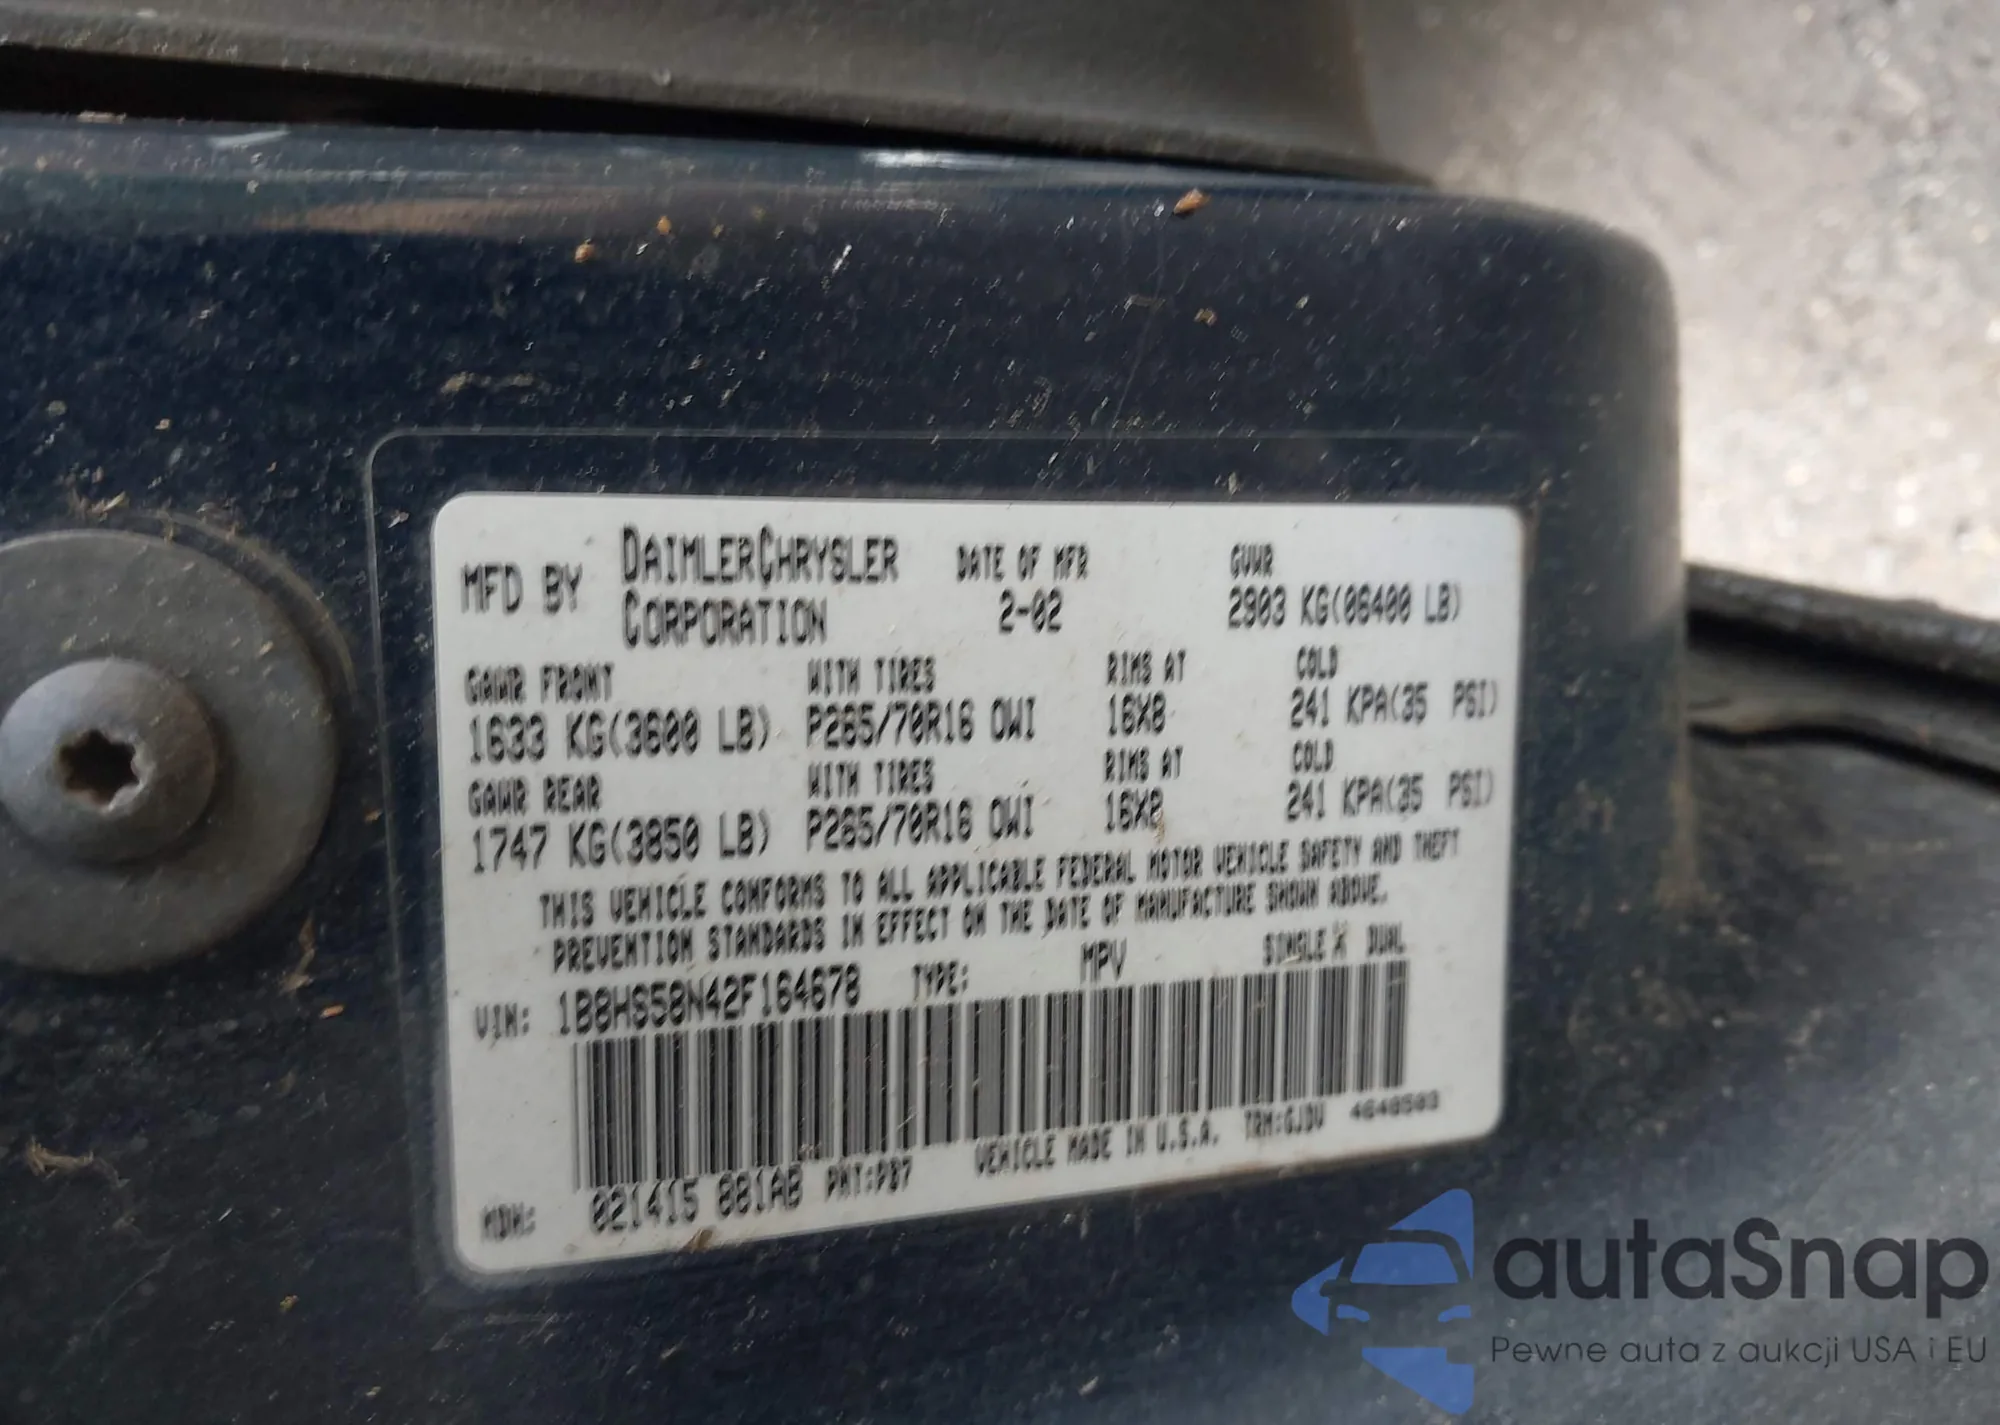 MFD BY DAIMLERCHRYSLER CORPORATION
DATE OF MFR 2-02
GVWR 2903 KG(06400 LB)
GAWR FRONT WITH TIRES RIMS AT COLD
1633 KG(3600 LB) P265/70R16 OWI 16X8 241 KPA(35 PSI)
GAWR REAR WITH TIRES RIMS AT COLD
1747 KG(3850 LB) P265/70R16 OWI 16X8 241 KPA(35 PSI)
THIS VEHICLE CONFORMS TO ALL APPLICABLE FEDERAL MOTOR VEHICLE SAFETY AND THEFT
PREVENTION STANDARDS IN EFFECT ON THE DATE OF MANUFACTURE SHOWN ABOVE.
VIN: 1B8HS58N42F164678 TYPE: MPV SINGLE X DUAL
MDH: 021415 881AB PNT:PB7 VEHICLE MADE IN U.S.A. TRM:GJDV 4648503
autaSnap
Pewne auta z aukcji USA i EU